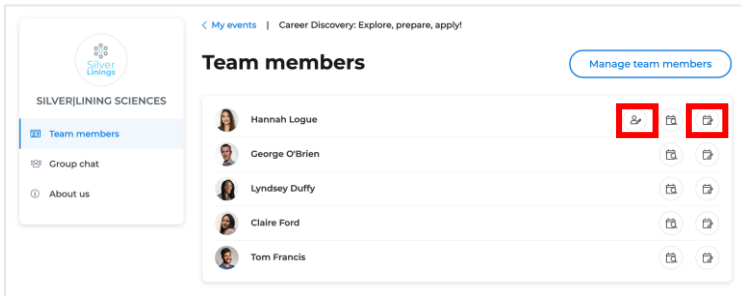 < My events | Career Discovery: Explore, prepare, apply!
Silver
Linings
SILVER|LINING SCIENCES
Team members
Group chat
About us
Team members
Manage team members
Hannah Logue
George O'Brien
Lyndsey Duffy
Claire Ford
Tom Francis